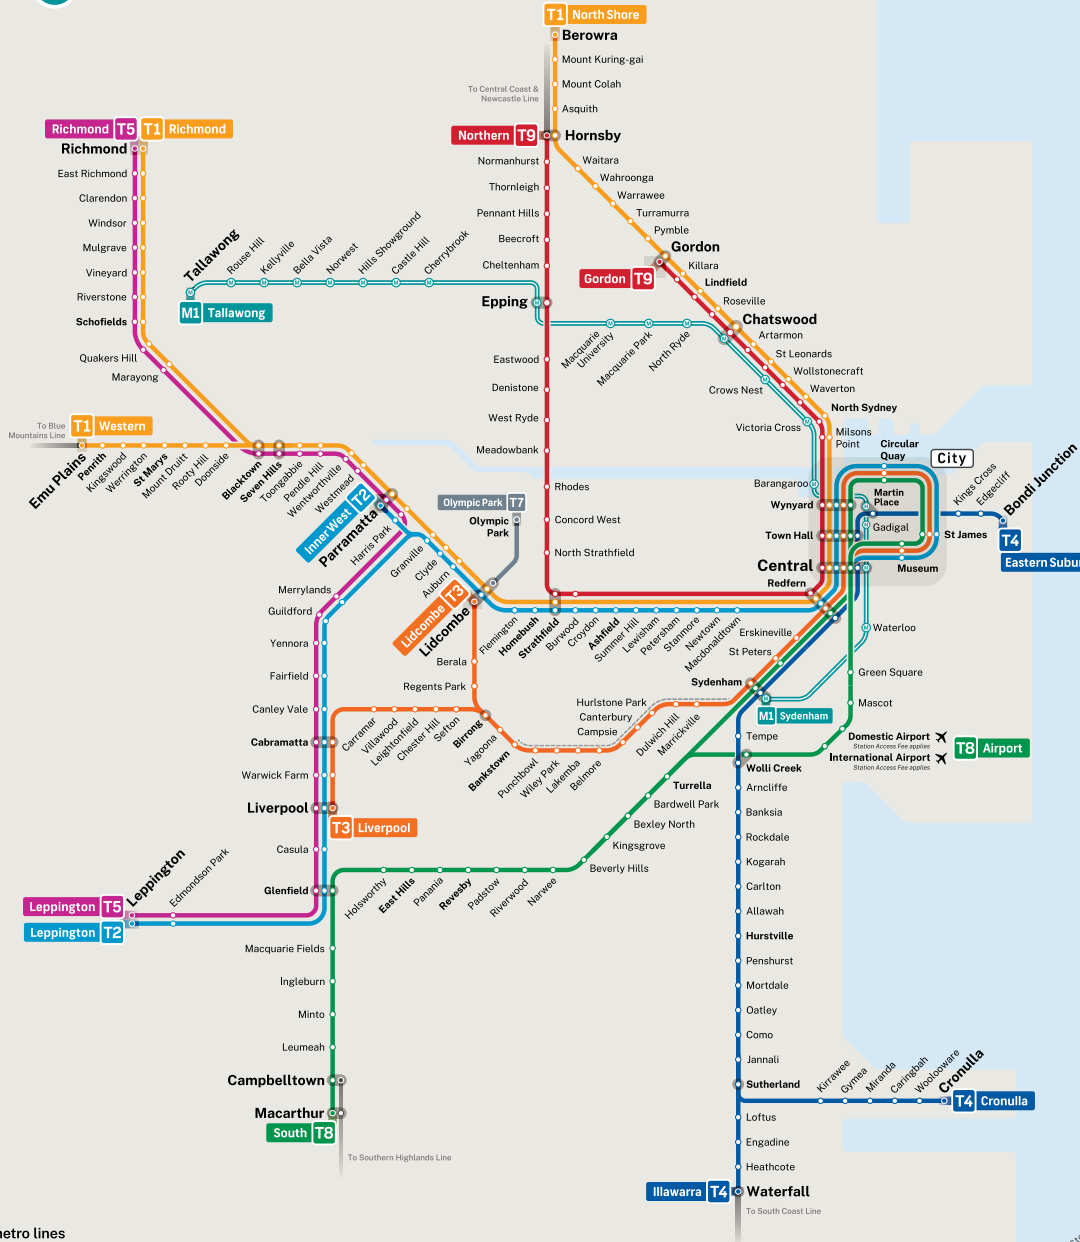 T1 North Shore
Berowra
Mount Kuring-gai
Mount Colah
To Central Coast &
Newcastle Line
Asquith
Northern T9
Hornsby
Richmond T5
T1 Richmond
Richmond
East Richmond
Clarendon
Windsor
Mulgrave
Vineyard
Riverstone
Schofields
Quakers Hill
Marayong
Normanhurst
Thornleigh
Pennant Hills
Beecroft
Cheltenham
Epping
Eastwood
Denistone
West Ryde
Meadowbank
Rhodes
Concord West
North Strathfield
Waitara
Wahroonga
Warrawee
Turramurra
Pymble
Gordon
Gordon T9
Killara
Lindfield
Roseville
Chatswood
Artarmon
St Leonards
Wollstonecraft
Waverton
North Sydney
Milsons
Point
Tallawong
M1 Tallawong
Rouse Hill
Kellyville
Bella Vista
Norwest
Hills Showground
Castle Hill
Cherrybrook
Macquarie
University
Macquarie Park
North Ryde
Crows Nest
Victoria Cross
Barangaroo
To Blue
Mountains Line
T1 Western
Emu Plains
Penrith
Kingswood
Werrington
St Marys
Mount Druitt
Rooty Hill
Doonside
Blacktown
Seven Hills
Toongabbie
Pendle Hill
Wentworthville
Westmead
Inner West T2
Parramatta
Harris Park
Granville
Clyde
Auburn
Lidcombe T3
Lidcombe
Olympic Park T7
Olympic
Park
Flemington
Homebush
Strathfield
Burwood
Croydon
Ashfield
Summer Hill
Lewisham
Petersham
Stanmore
Newtown
Macdonaldtown
Circular
Quay
City
Wynyard
Martin
Place
Town Hall
Gadigal
Central
Redfern
St James
Museum
Kings Cross
Edgecliff
Bondi Junction
T4
Eastern Subur
Erskineville
St Peters
Sydenham
Waterloo
Green Square
Mascot
M1 Sydenham
Domestic Airport
Station Access Fee applies
International Airport
Station Access Fee applies
T8 Airport
Merrylands
Guildford
Yennora
Fairfield
Canley Vale
Cabramatta
Warwick Farm
Liverpool
T3 Liverpool
Casula
Glenfield
Berala
Regents Park
Carramar
Villawood
Leightonfield
Chester Hill
Sefton
Birrong
Yagoona
Bankstown
Punchbowl
Wiley Park
Lakemba
Belmore
Campsie
Canterbury
Hurlstone Park
Dulwich Hill
Marrickville
Tempe
Wolli Creek
Turrella
Bardwell Park
Bexley North
Kingsgrove
Beverly Hills
Narwee
Riverwood
Padstow
Revesby
Panania
East Hills
Holsworthy
Leppington T5
Leppington T2
Leppington
Edmondson Park
Macquarie Fields
Ingleburn
Minto
Leumeah
Campbelltown
Macarthur
South T8
To Southern Highlands Line
Arncliffe
Banksia
Rockdale
Kogarah
Carlton
Allawah
Hurstville
Penshurst
Mortdale
Oatley
Como
Jannali
Sutherland
Kirrawee
Gymea
Miranda
Caringbah
Woolooware
Cronulla
T4 Cronulla
Loftus
Engadine
Heathcote
Illawarra T4
Waterfall
To South Coast Line
etro lines